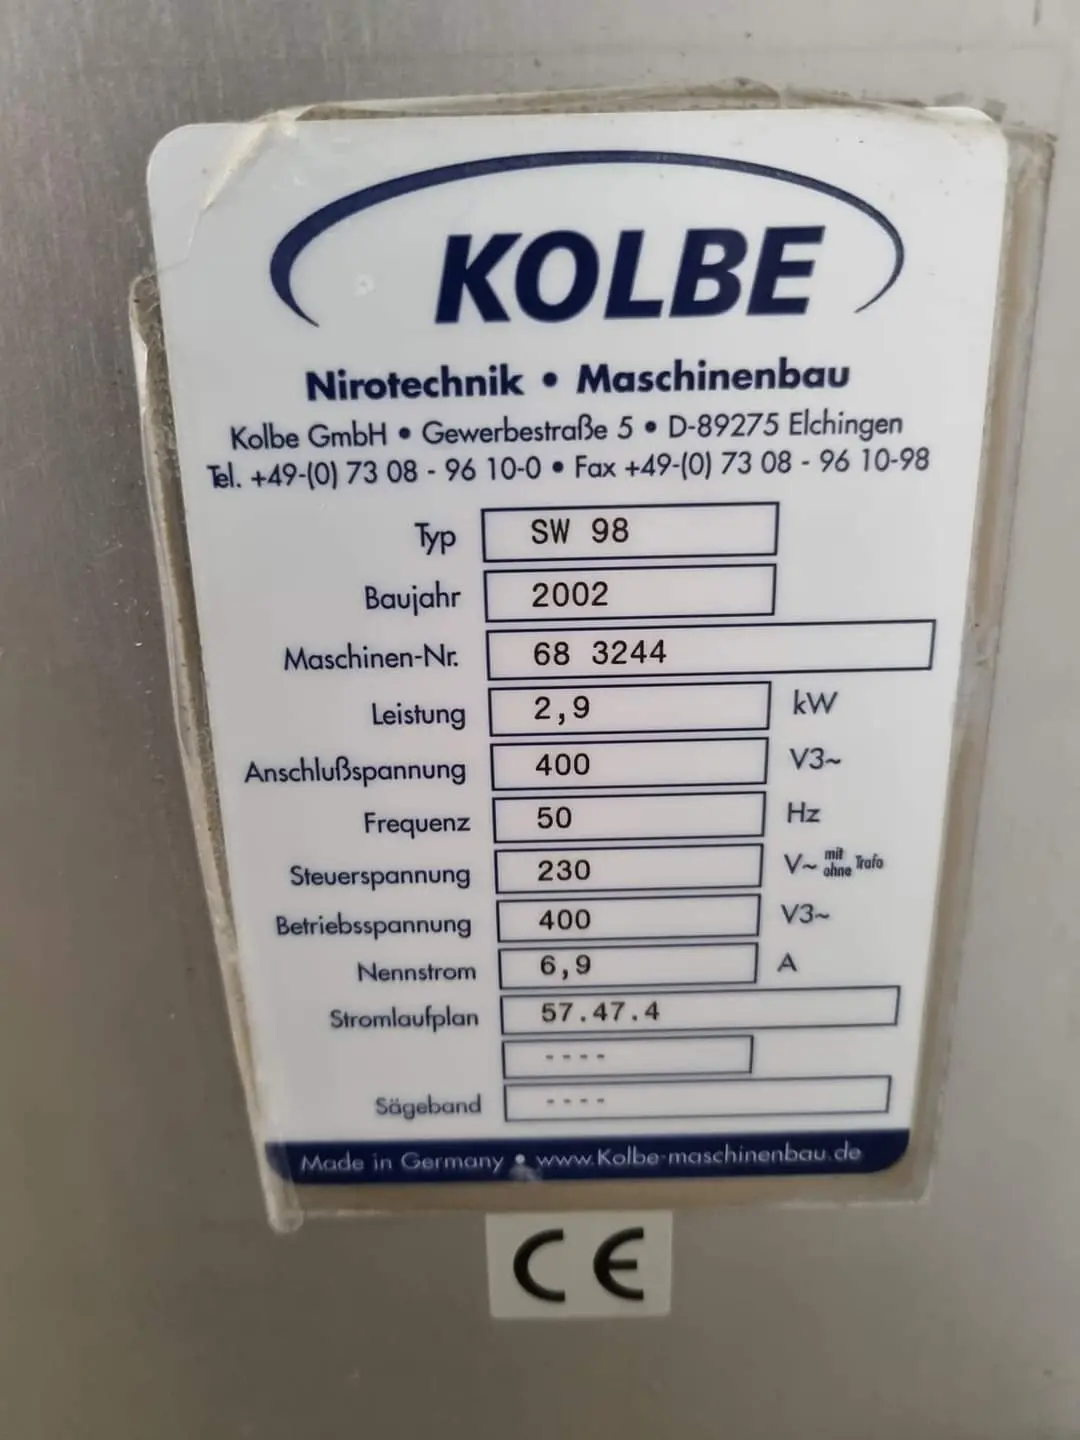 KOLBE
Nirotechnik • Maschinenbau
Kolbe GmbH • Gewerbestraße 5 • D-89275 Elchingen
Tel. +49-(0) 73 08 - 96 10-0 • Fax +49-(0) 73 08 - 96 10-98
Typ SW 98
Baujahr 2002
Maschinen-Nr. 68 3244
Leistung 2,9 kW
Anschlußspannung 400 V3~
Frequenz 50 Hz
Steuerspannung 230 V~ mit ohne Trafo
Betriebsspannung 400 V3~
Nennstrom 6,9 A
Stromlaufplan 57.47.4
----
Sägeband ----
Made in Germany • www.Kolbe-maschinenbau.de
CE